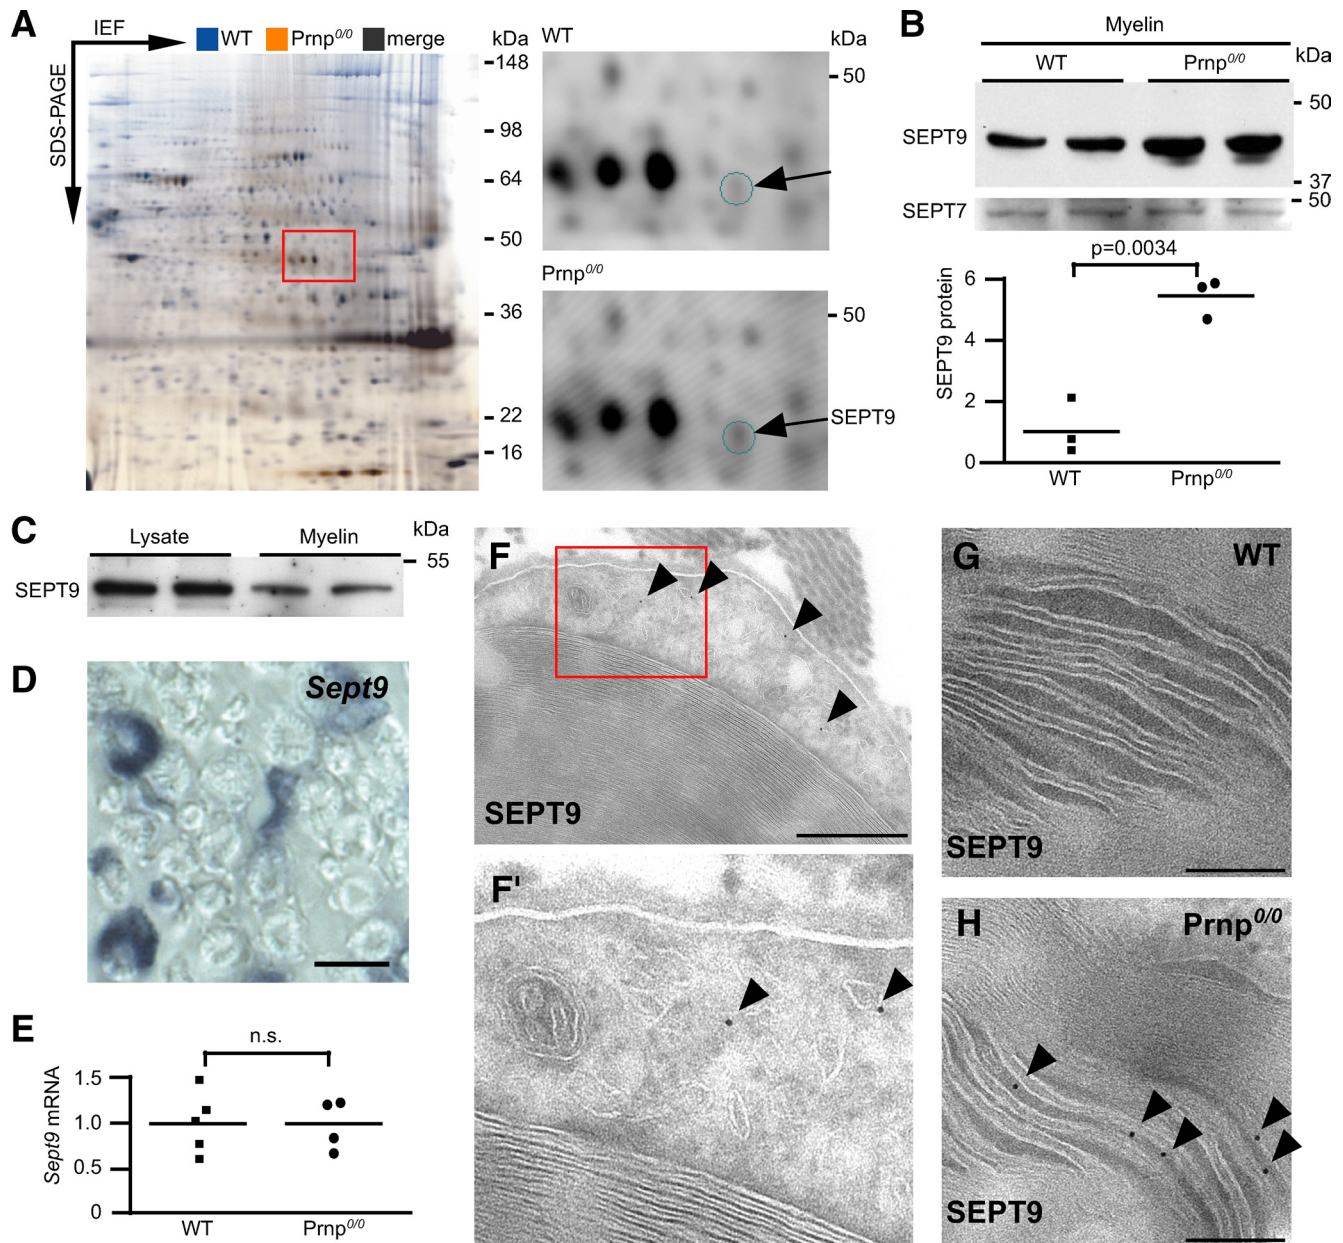 A
IEF
WT Prnp0/0 merge
SDS-PAGE
kDa
148
98
64
50
36
22
16
WT
kDa
50
Prnp0/0
50
SEPT9
B
Myelin
WT Prnp0/0
kDa
50
SEPT9
37
50
SEPT7
p=0.0034
SEPT9 protein
6
4
2
0
WT Prnp0/0
C
Lysate Myelin
kDa
55
SEPT9
D
Sept9
E
n.s.
Sept9 mRNA
1.5
1.0
0.5
0
WT Prnp0/0
F
SEPT9
F'
G
WT
SEPT9
H
Prnp0/0
SEPT9